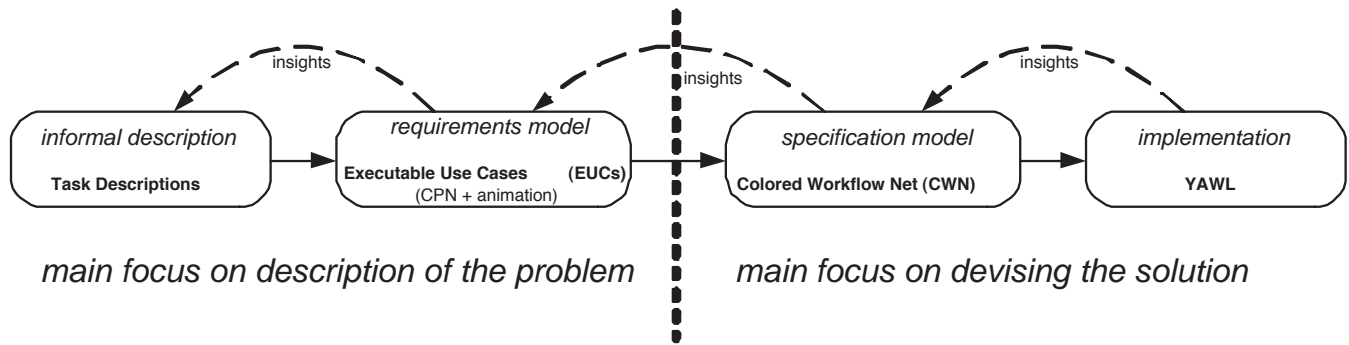 insights
insights
insights
informal description
Task Descriptions
requirements model
Executable Use Cases (EUCs)
(CPN + animation)
specification model
Colored Workflow Net (CWN)
implementation
YAWL
main focus on description of the problem
main focus on devising the solution